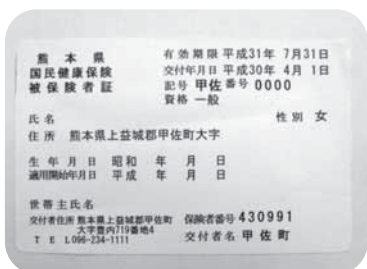 熊本県 有効期限 平成31年 7月31日
国民健康保険 交付年月日 平成30年 4月 1日
被保険者証 記号 甲佐 番号 0000
資格 一般
氏名 性別 女
住所 熊本県上益城郡甲佐町大字
生年月日 昭和 年 月 日
適用開始年月日 平成 年 月 日
世帯主氏名
交付者住所 熊本県上益城郡甲佐町 保険者番号 430991
大字豊内719番地4
TEL096-234-1111 交付者名 甲佐町